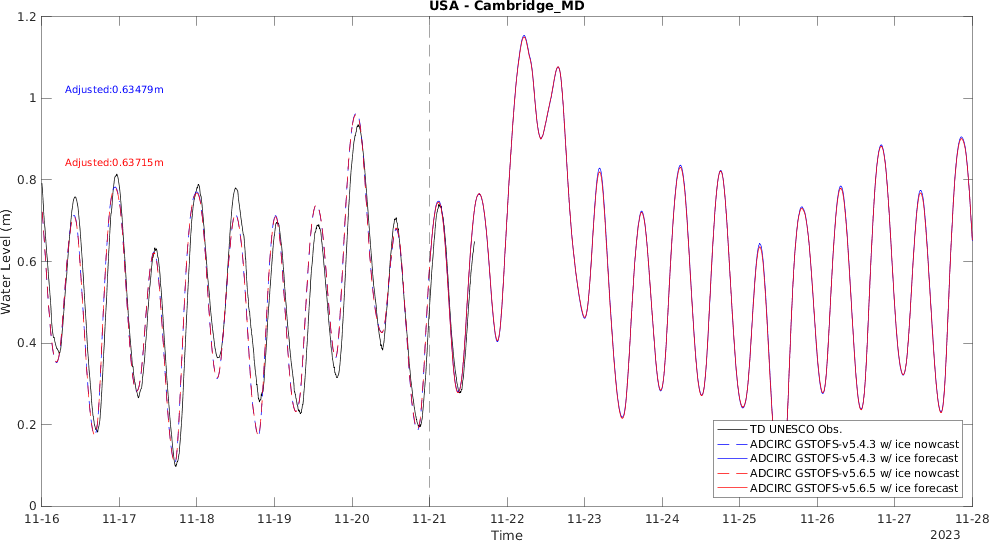 USA - Cambridge_MD
1.2
1
0.8
0.6
0.4
0.2
0
Water Level (m)
Adjusted:0.63479m
Adjusted:0.63715m
TD UNESCO Obs.
ADCIRC GSTOFS-v5.4.3 w/ ice nowcast
ADCIRC GSTOFS-v5.4.3 w/ ice forecast
ADCIRC GSTOFS-v5.6.5 w/ ice nowcast
ADCIRC GSTOFS-v5.6.5 w/ ice forecast
11-16 11-17 11-18 11-19 11-20 11-21 11-22 11-23 11-24 11-25 11-26 11-27 11-28
Time
2023